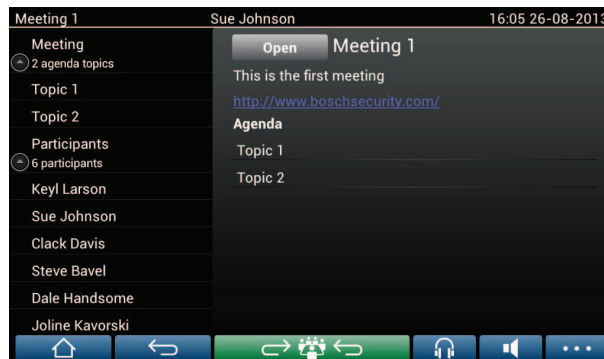 Meeting 1 Sue Johnson 16:05 26-08-2013
Meeting
2 agenda topics
Topic 1
Topic 2
Participants
6 participants
Keyl Larson
Sue Johnson
Clack Davis
Steve Bavel
Dale Handsome
Joline Kavorski
Open Meeting 1
This is the first meeting
http://www.boschsecurity.com/
Agenda
Topic 1
Topic 2